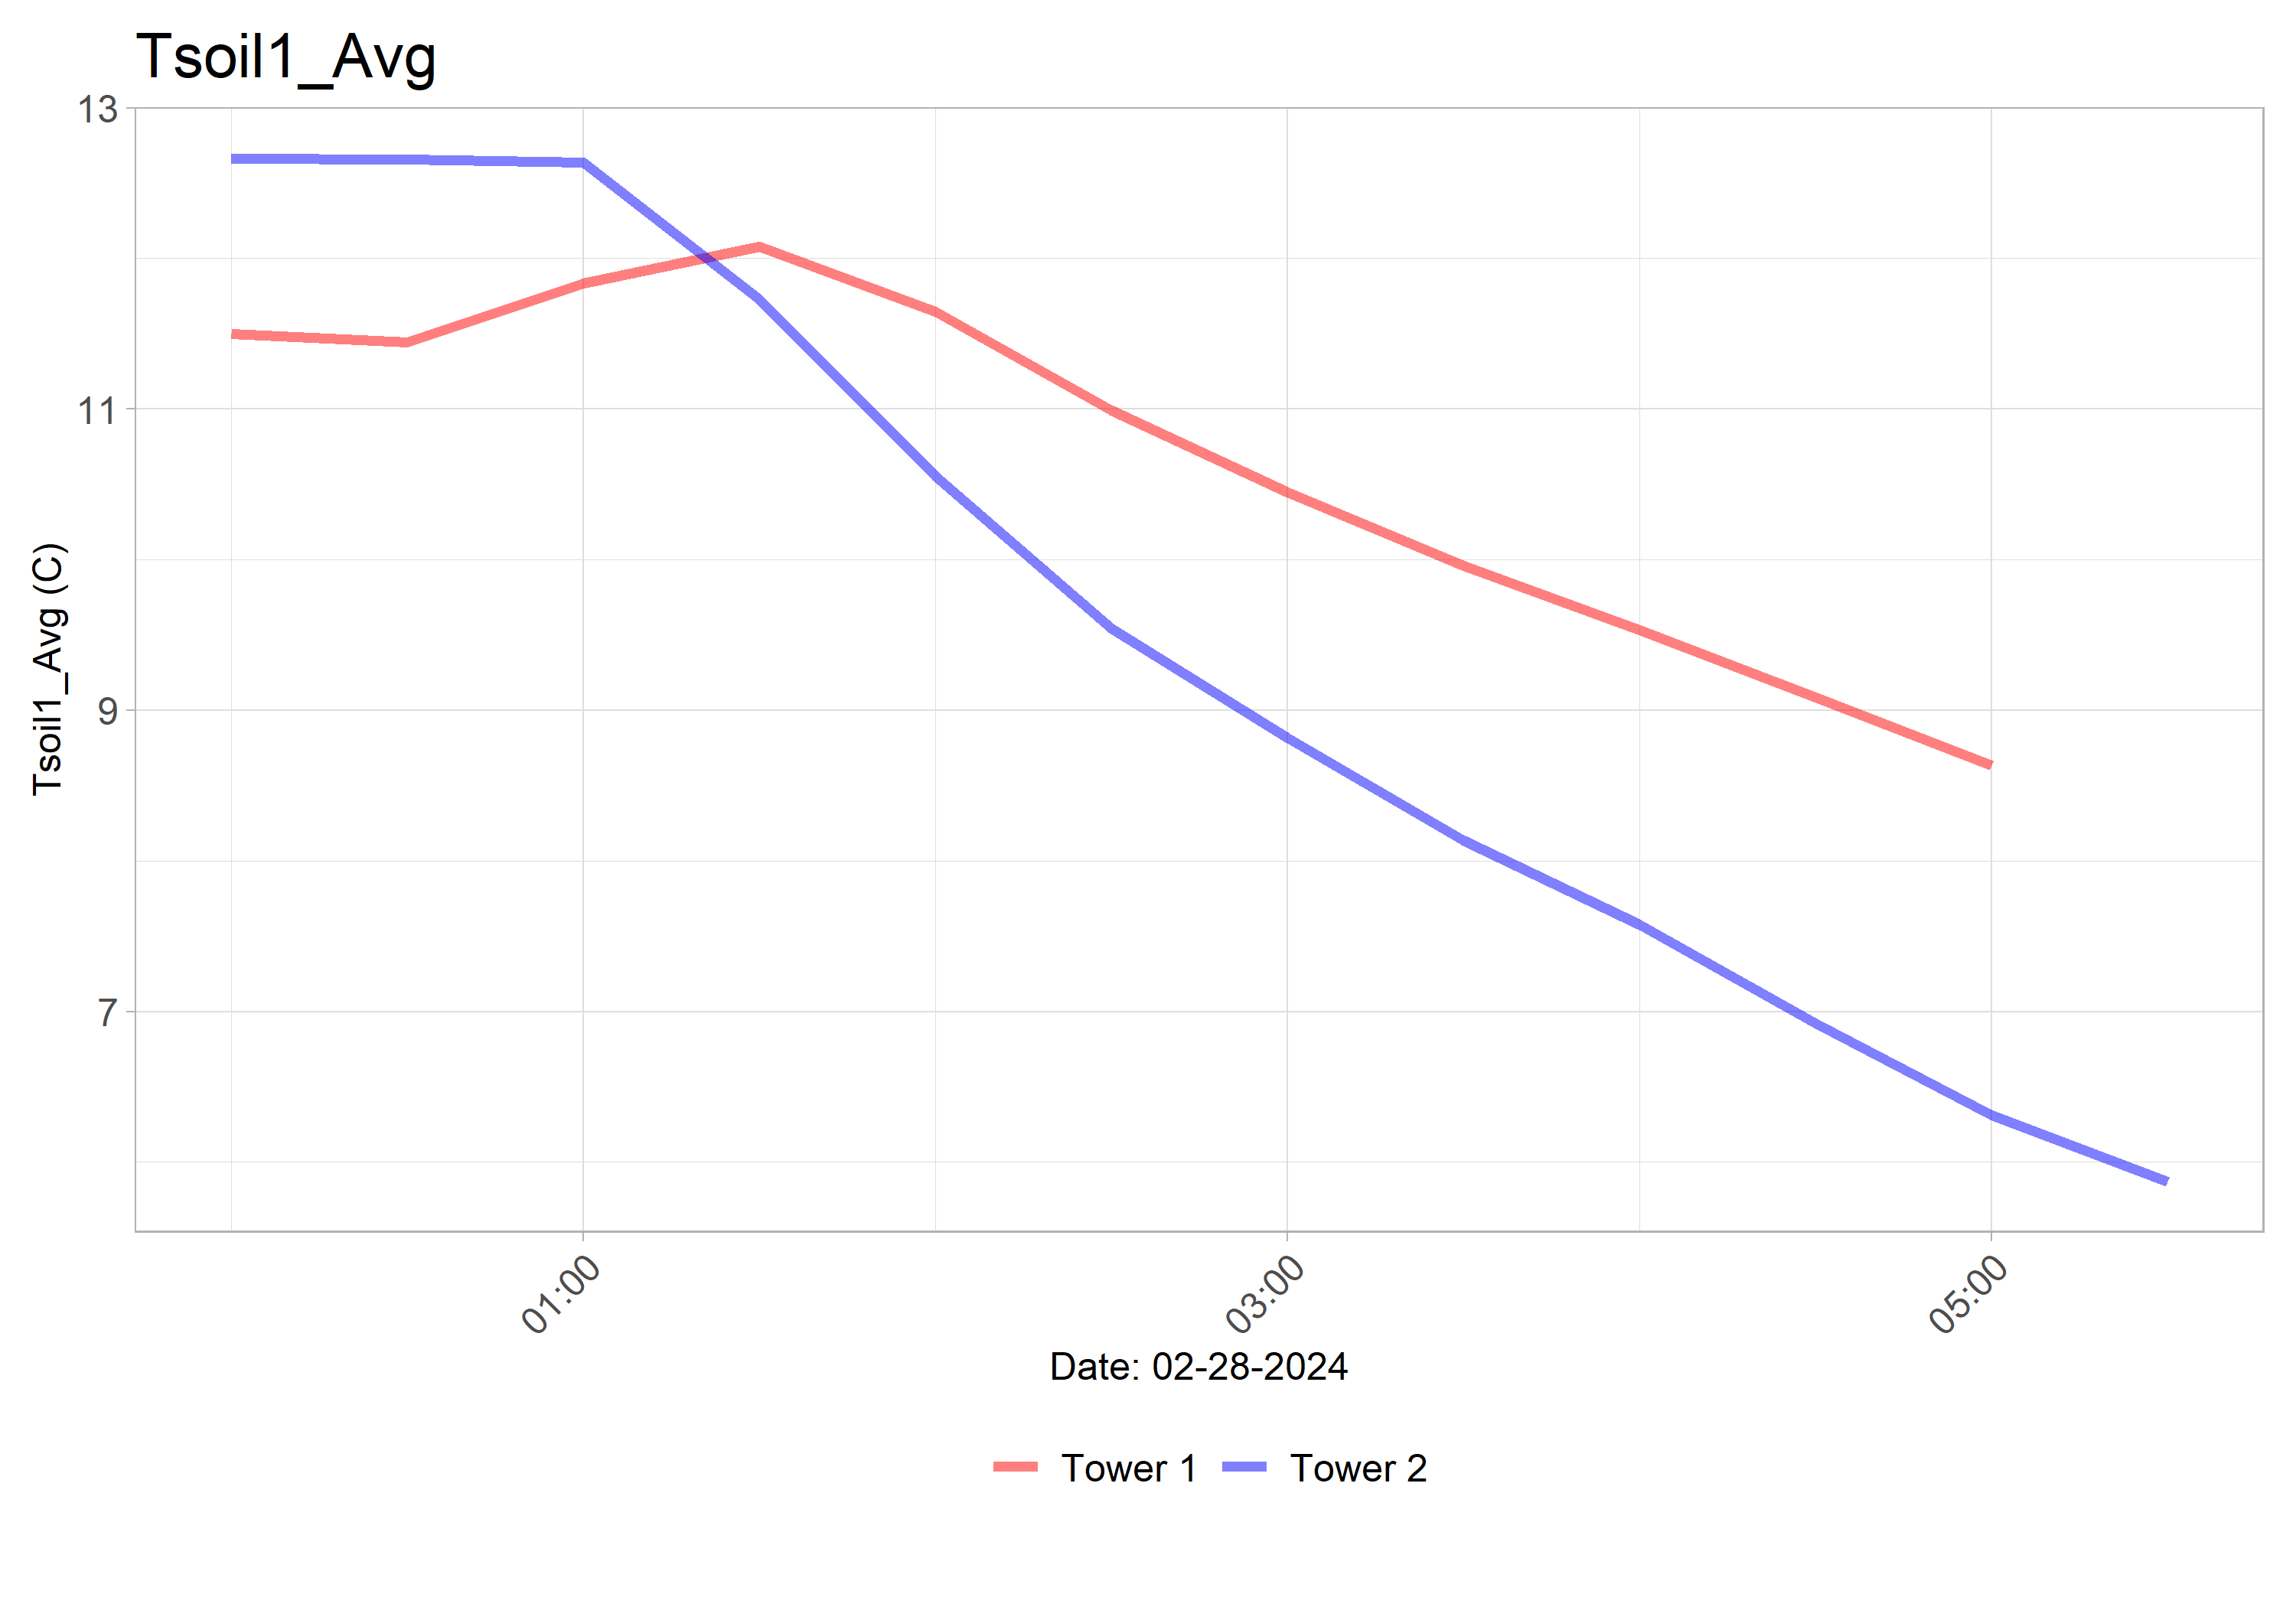 Tsoil1_Avg
13
11
9
7
Tsoil1_Avg (C)
01:00 03:00 05:00
Date: 02-28-2024
Tower 1 Tower 2